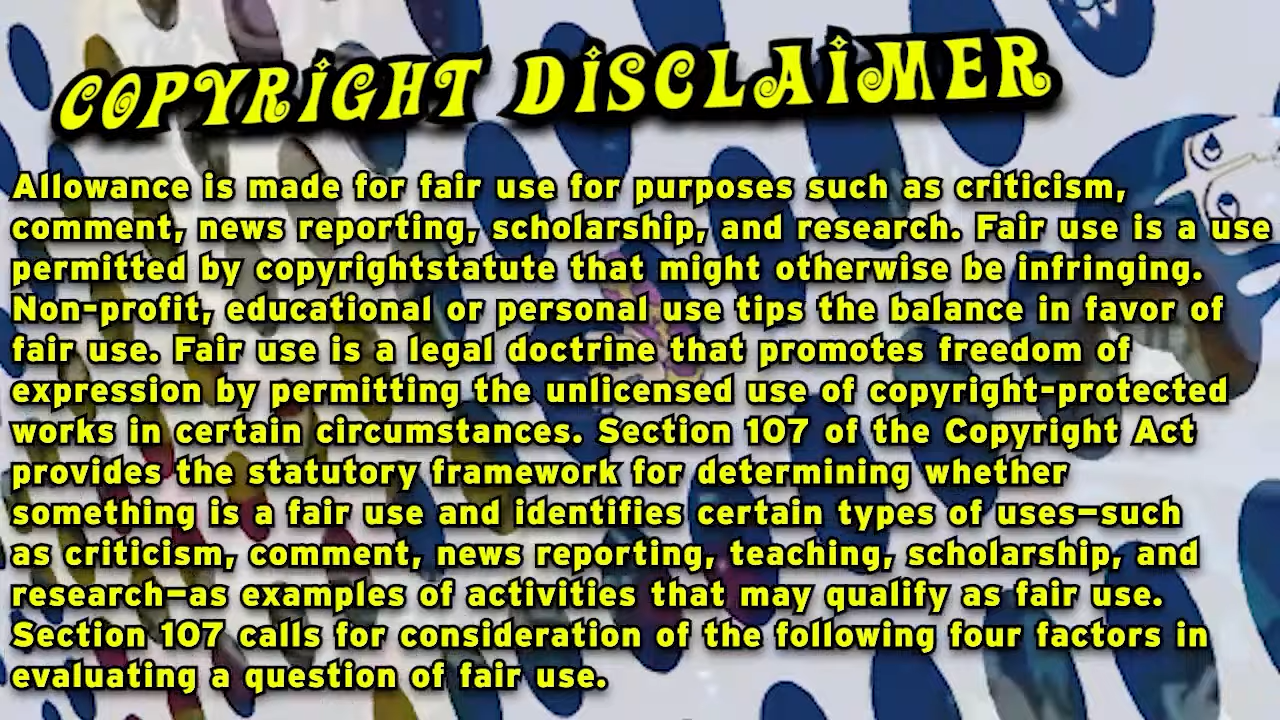 COPYRIGHT DISCLAIMER
Allowance is made for fair use for purposes such as criticism,
comment, news reporting, scholarship, and research. Fair use is a use
permitted by copyrightstatute that might otherwise be infringing.
Non-profit, educational or personal use tips the balance in favor of
fair use. Fair use is a legal doctrine that promotes freedom of
expression by permitting the unlicensed use of copyright-protected
works in certain circumstances. Section 107 of the Copyright Act
provides the statutory framework for determining whether
something is a fair use and identifies certain types of uses—such
as criticism, comment, news reporting, teaching, scholarship, and
research—as examples of activities that may qualify as fair use.
Section 107 calls for consideration of the following four factors in
evaluating a question of fair use.